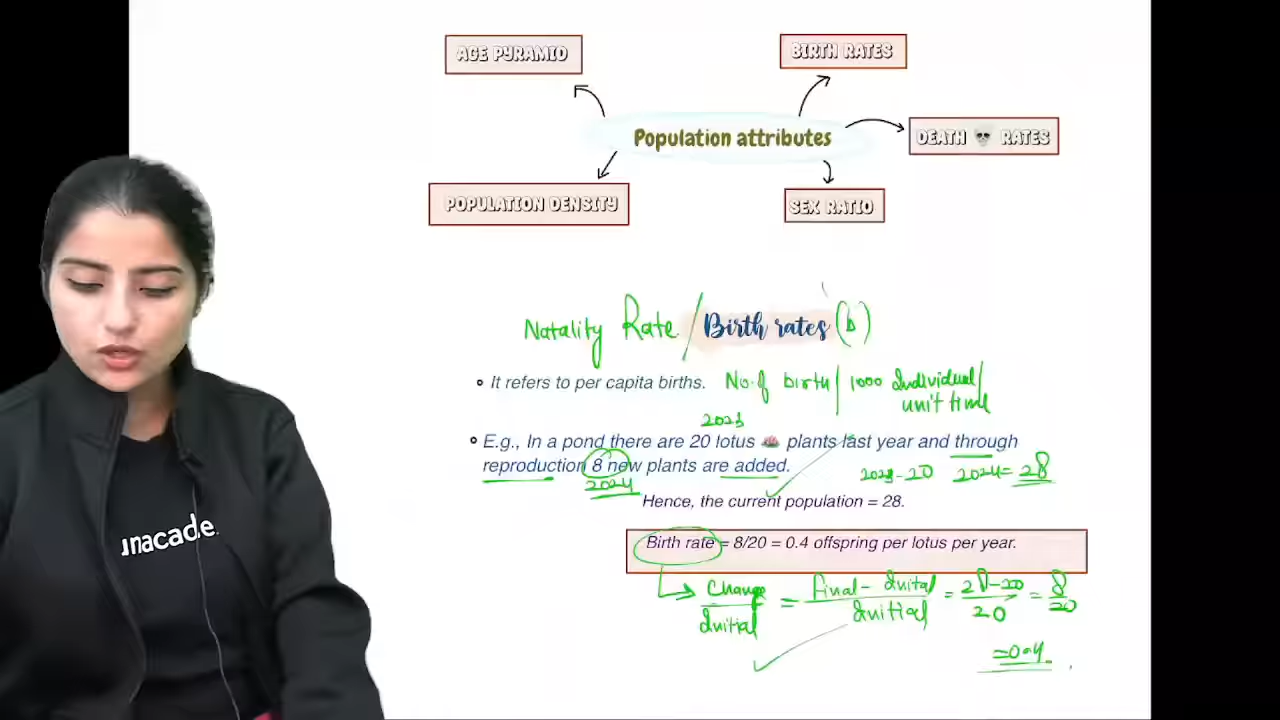 AGE PYRAMID
BIRTH RATES
Population attributes
DEATH RATES
POPULATION DENSITY
SEX RATIO
Natality Rate / Birth rates (b)
It refers to per capita births. No. of birth / 1000 individual / unit time
2023
E.g., In a pond there are 20 lotus plants last year and through
reproduction 8 new plants are added.
2023 - 20 2024 = 28
2024
Hence, the current population = 28.
Birth rate = 8/20 = 0.4 offspring per lotus per year.
Change / Initial = Final - Initial / Initial = 28-20 / 20 = 8 / 20
= 0.4
unacade